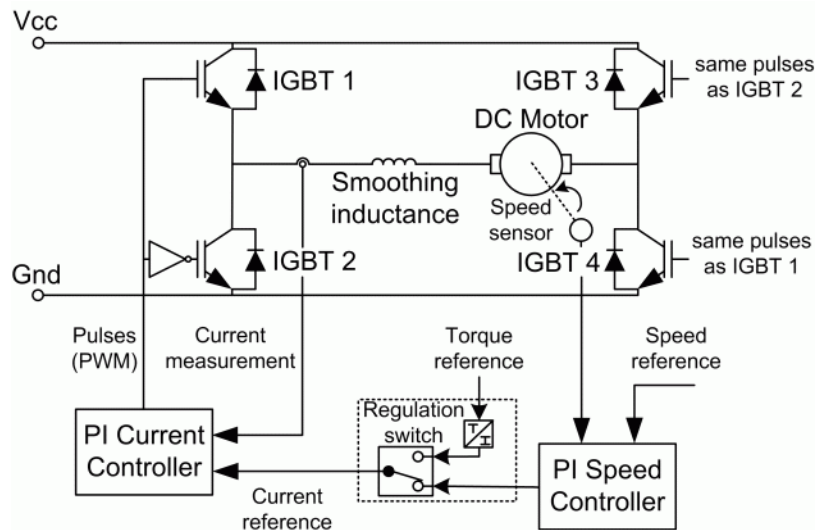 Vcc
IGBT 1
IGBT 3
same pulses
as IGBT 2
DC Motor
Smoothing
inductance
Speed
sensor
IGBT 2
IGBT 4
same pulses
as IGBT 1
Gnd
Pulses
(PWM)
Current
measurement
Torque
reference
Speed
reference
Regulation
switch
T
I
PI Current
Controller
Current
reference
PI Speed
Controller